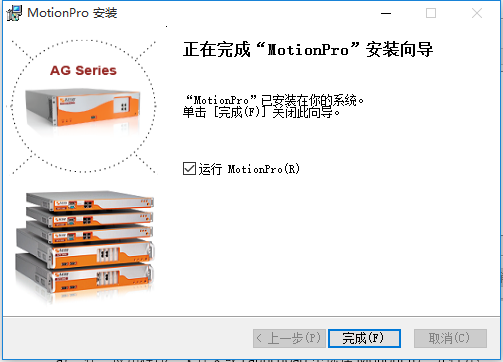 MotionPro 安装
AG Series
正在完成“MotionPro”安装向导
“MotionPro”已安装在你的系统。
单击 [完成(F)] 关闭此向导。
运行 MotionPro(R)
< 上一步(P)
完成(F)
取消(C)